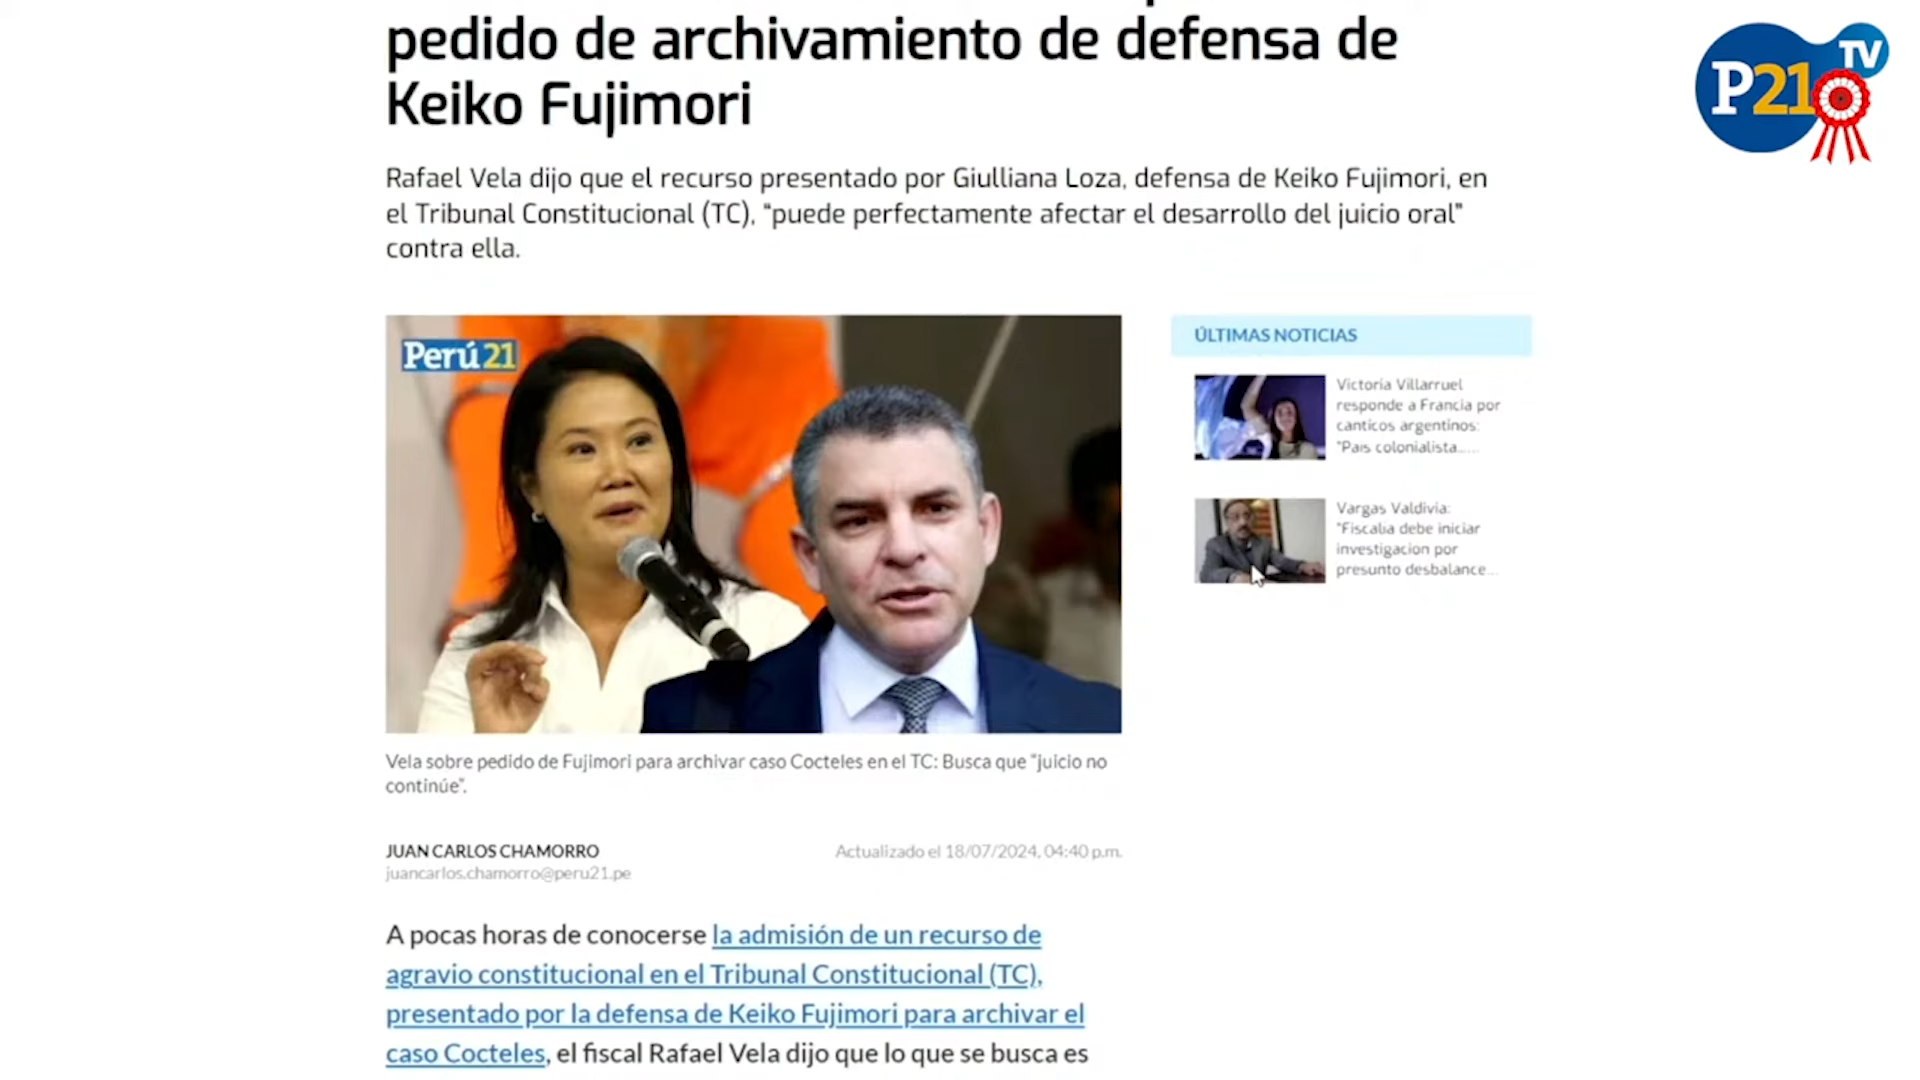 pedido de archivamiento de defensa de
Keiko Fujimori
P21 TV
Rafael Vela dijo que el recurso presentado por Giulliana Loza, defensa de Keiko Fujimori, en
el Tribunal Constitucional (TC), “puede perfectamente afectar el desarrollo del juicio oral”
contra ella.
Perú21
ÚLTIMAS NOTICIAS
Victoria Villarruel
responde a Francia por
canticos argentinos:
"Pais colonialista......
Vargas Valdivia:
"Fiscalia debe iniciar
investigacion por
presunto desbalance...
Vela sobre pedido de Fujimori para archivar caso Cocteles en el TC: Busca que “juicio no
continúe”.
JUAN CARLOS CHAMORRO
juancarlos.chamorro@peru21.pe
Actualizado el 18/07/2024, 04:40 p.m.
A pocas horas de conocerse la admisión de un recurso de
agravio constitucional en el Tribunal Constitucional (TC),
presentado por la defensa de Keiko Fujimori para archivar el
caso Cocteles, el fiscal Rafael Vela dijo que lo que se busca es